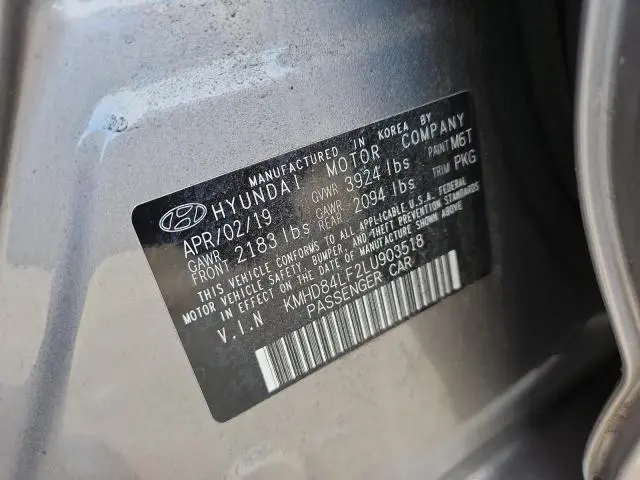 MANUFACTURED IN KOREA BY
HYUNDAI MOTOR COMPANY
APR/02/19 GVWR 3924 lbs PAINT M6T
GAWR FRONT 2183 lbs GAWR REAR 2094 lbs TRIM PKG
THIS VEHICLE CONFORMS TO ALL APPLICABLE U.S.A. FEDERAL
MOTOR VEHICLE SAFETY, BUMPER, AND THEFT PREVENTION STANDARDS
IN EFFECT ON THE DATE OF MANUFACTURE SHOWN ABOVE
V.I.N KMHD84LF2LU903518
PASSENGER CAR